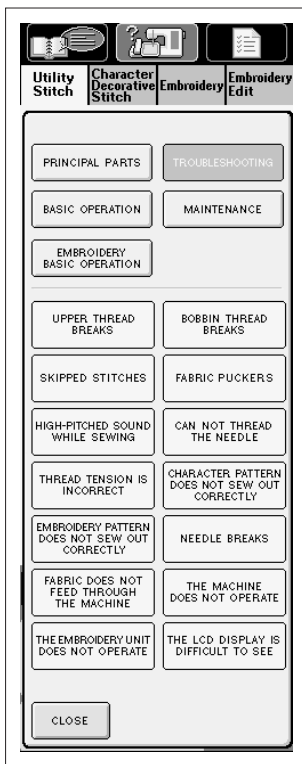 Utility
Stitch
Character
Decorative
Stitch
Embroidery
Embroidery
Edit
PRINCIPAL PARTS
TROUBLESHOOTING
BASIC OPERATION
MAINTENANCE
EMBROIDERY
BASIC OPERATION
UPPER THREAD
BREAKS
BOBBIN THREAD
BREAKS
SKIPPED STITCHES
FABRIC PUCKERS
HIGH-PITCHED SOUND
WHILE SEWING
CAN NOT THREAD
THE NEEDLE
THREAD TENSION IS
INCORRECT
CHARACTER PATTERN
DOES NOT SEW OUT
CORRECTLY
EMBROIDERY PATTERN
DOES NOT SEW OUT
CORRECTLY
NEEDLE BREAKS
FABRIC DOES NOT
FEED THROUGH
THE MACHINE
THE MACHINE
DOES NOT OPERATE
THE EMBROIDERY UNIT
DOES NOT OPERATE
THE LCD DISPLAY IS
DIFFICULT TO SEE
CLOSE